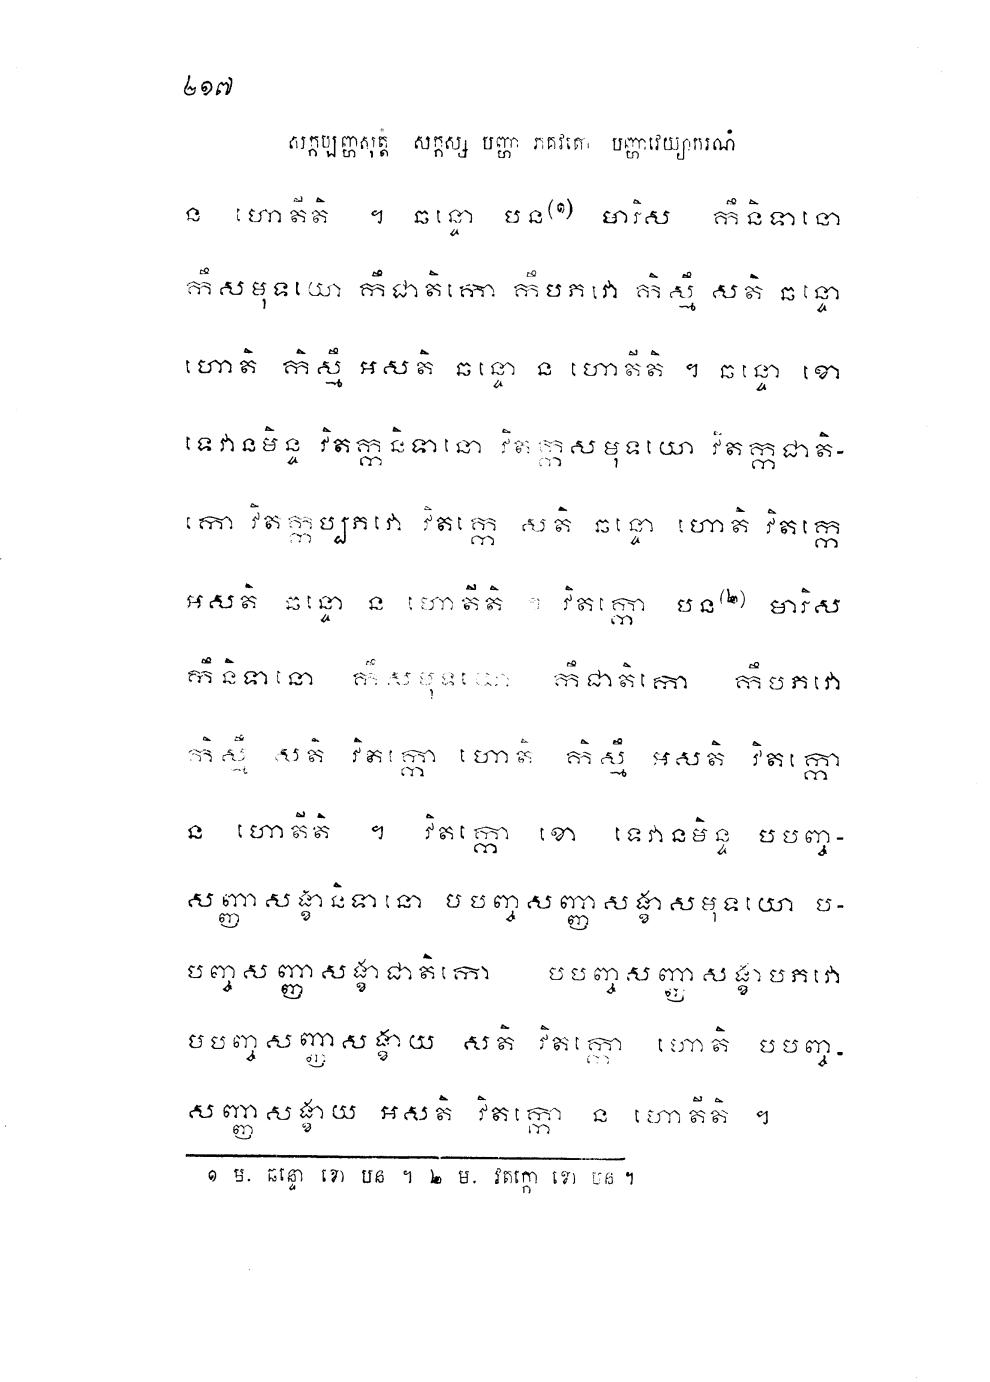 ២១៧
សក្កប្បញ្ហសុត្តំ សក្កស្ស បញ្ហា ភគវតោ បញ្ហាវេយ្យាករណំ
ន ហោតីតិ ។ ឆន្ទោ បន(១) មារិស កឹនិទានោ
កឹសមុទយោ កឹជាតិកោ កឹបភវោ កិស្មឹ សតិ ឆន្ទោ
ហោតិ កិស្មឹ អសតិ ឆន្ទោ ន ហោតីតិ ។ ឆន្ទោ ខោ
ទេវានមិន្ទ វិតក្កនិទានោ វិតក្កសមុទយោ វិតក្កជាតិ-
កោ វិតក្កប្បភវោ វិតក្កេ សតិ ឆន្ទោ ហោតិ វិតក្កេ
អសតិ ឆន្ទោ ន ហោតីតិ ។ វិតក្កោ បន(២) មារិស
កឹនិទានោ កឹសមុទយោ កឹជាតិកោ កឹបភវោ
កិស្មឹ សតិ វិតក្កោ ហោតិ កិស្មឹ អសតិ វិតក្កោ
ន ហោតីតិ ។ វិតក្កោ ខោ ទេវានមិន្ទ បបញ្ច-
សញ្ញាសង្ខានិទានោ បបញ្ចសញ្ញាសង្ខាសមុទយោ ប-
បញ្ចសញ្ញាសង្ខាជាតិកោ បបញ្ចសញ្ញាសង្ខាបភវោ
បបញ្ចសញ្ញាសង្ខាយ សតិ វិតក្កោ ហោតិ បបញ្ច-
សញ្ញាសង្ខាយ អសតិ វិតក្កោ ន ហោតីតិ ។
១ ម. ឆន្ទោ ខោ បន ។ ២ ម. វិតក្កោ ខោ បន ។